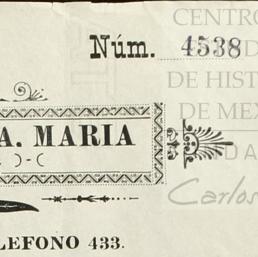 CENTRO
Núm. 4538
DE HIST
DE MEX
A. MARIA
Carlos
LEFONO 433.